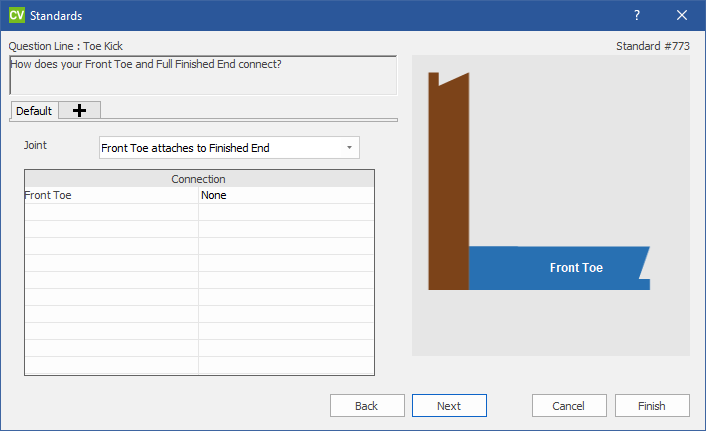 CV Standards ?
Question Line : Toe Kick Standard #773
How does your Front Toe and Full Finished End connect?
Default
Joint Front Toe attaches to Finished End
Connection
Front Toe None
Front Toe
Back Next Cancel Finish